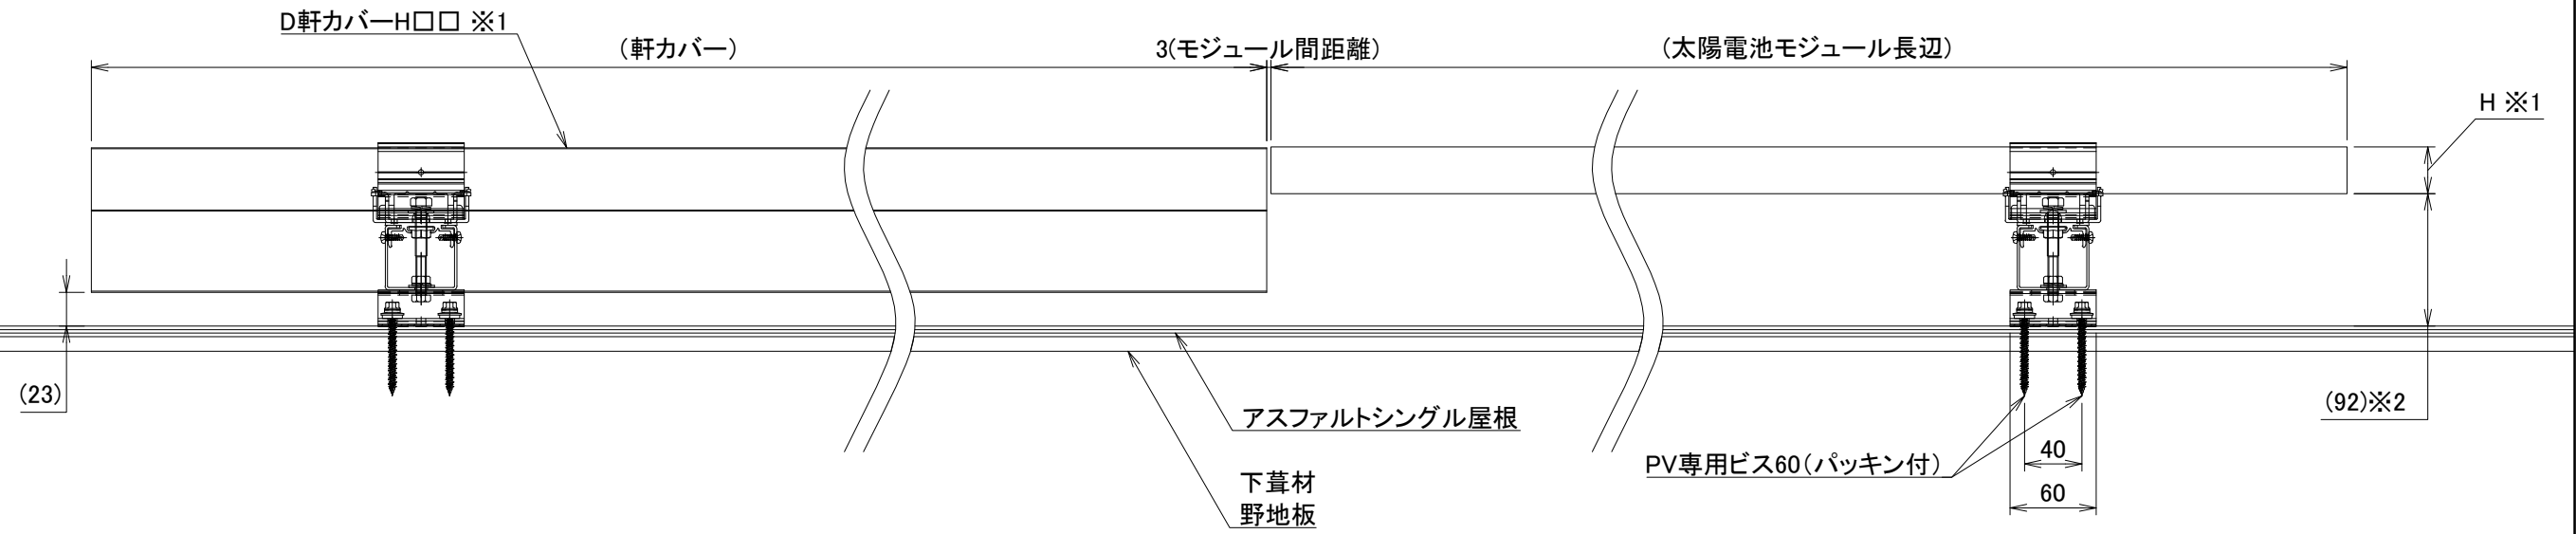 D軒カバーH□□ ※1
(軒カバー)
3(モジュール間距離)
(太陽電池モジュール長辺)
H ※1
(23)
アスファルトシングル屋根
(92)※2
40
PV専用ビス60(パッキン付)
下葺材
野地板
60